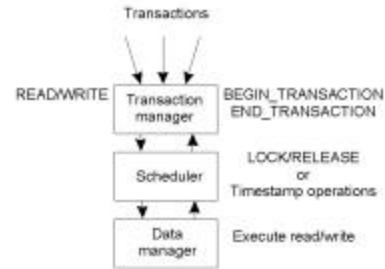 Transactions
READ/WRITE
Transaction
manager
BEGIN_TRANSACTION
END_TRANSACTION
Scheduler
LOCK/RELEASE
or
Timestamp operations
Data
manager
Execute read/write